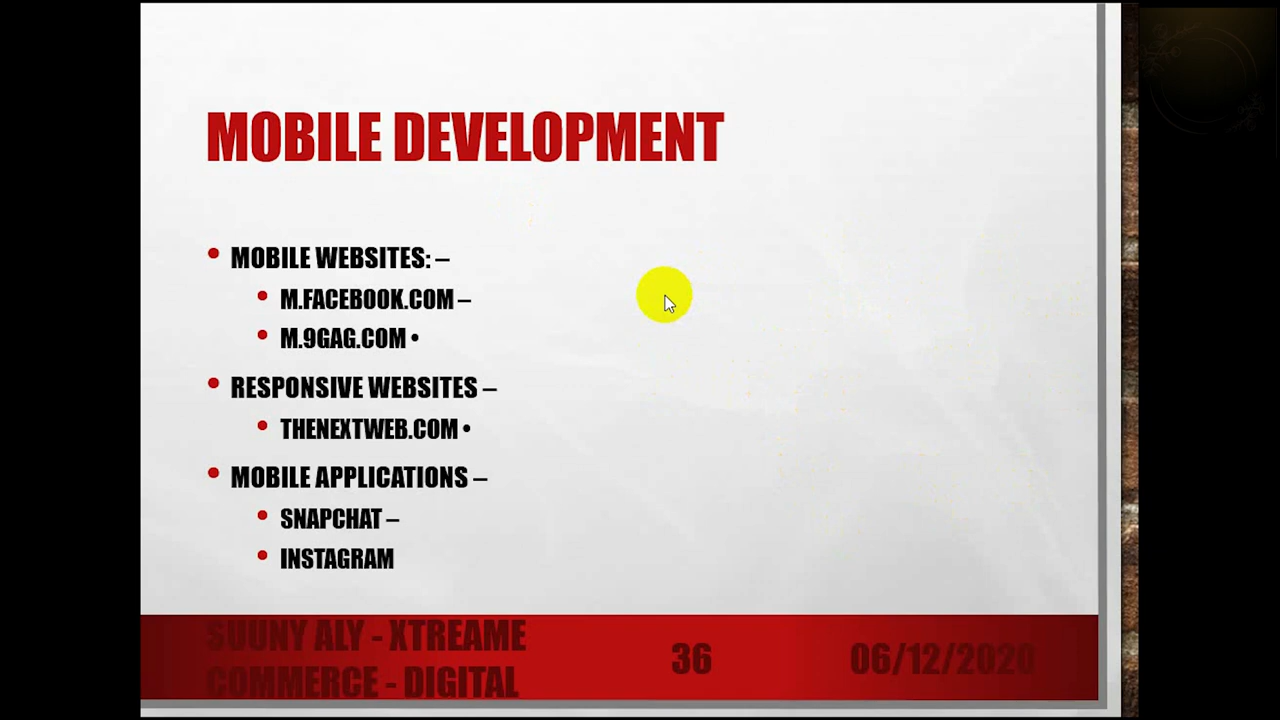 MOBILE DEVELOPMENT
• MOBILE WEBSITES: –
• M.FACEBOOK.COM –
• M.9GAG.COM •
• RESPONSIVE WEBSITES –
• THENEXTWEB.COM •
• MOBILE APPLICATIONS –
• SNAPCHAT –
• INSTAGRAM
SUUNY ALY - XTREAME
COMMERCE - DIGITAL
36
06/12/2020